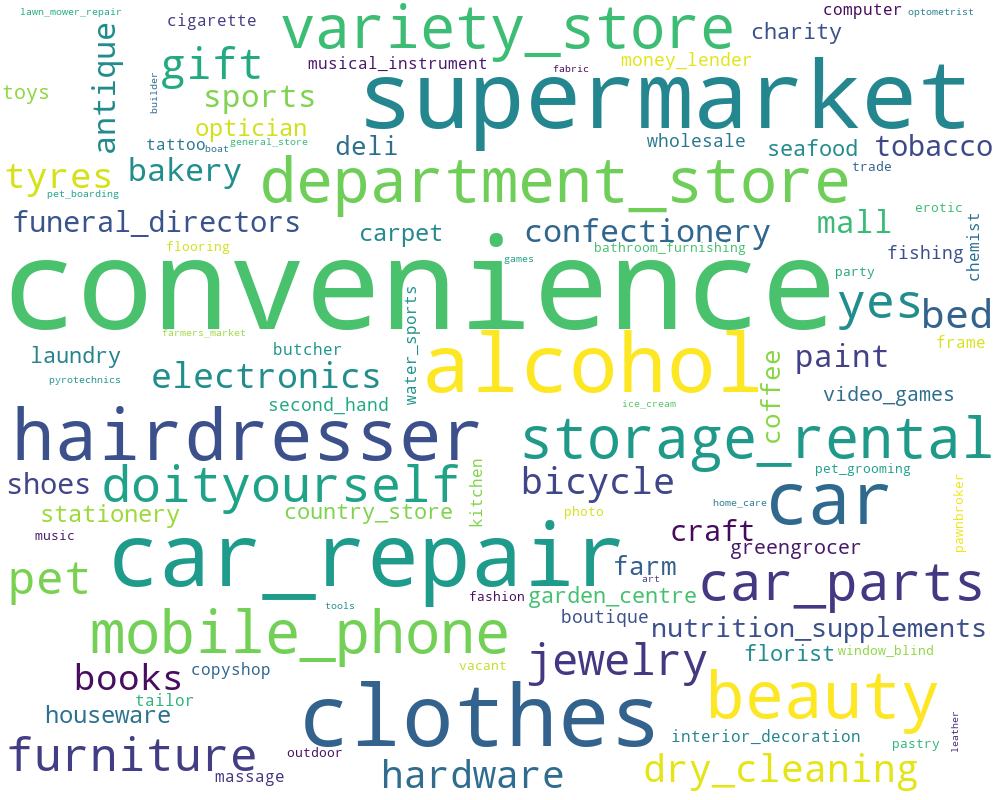 lawn_mower_repair
cigarette
variety_store
computer
optometrist
antique
gift
musical_instrument
fabric
money_lender
charity
toys
builder
sports
supermarket
optician
tattoo
boat
general_store
deli
wholesale
seafood
tobacco
tyres
bakery
department_store
trade
pet_boarding
funeral_directors
carpet
confectionery
mall
erotic
flooring
bathroom_furnishing
fishing
chemist
convenience
games
party
yes
bed
farmers_market
water_sports
alcohol
frame
laundry
butcher
paint
pyrotechnics
electronics
coffee
video_games
second_hand
ice_cream
hairdresser
storage_rental
shoes
doityourself
kitchen
bicycle
pet_grooming
car
pawnbroker
stationery
country_store
photo
home_care
music
craft
greengrocer
car_repair
farm
art
pet
fashion
garden_centre
car_parts
tools
boutique
mobile_phone
nutrition_supplements
books
copyshop
vacant
jewelry
florist
window_blind
tailor
clothes
beauty
houseware
leather
furniture
outdoor
interior_decoration
pastry
massage
hardware
dry_cleaning